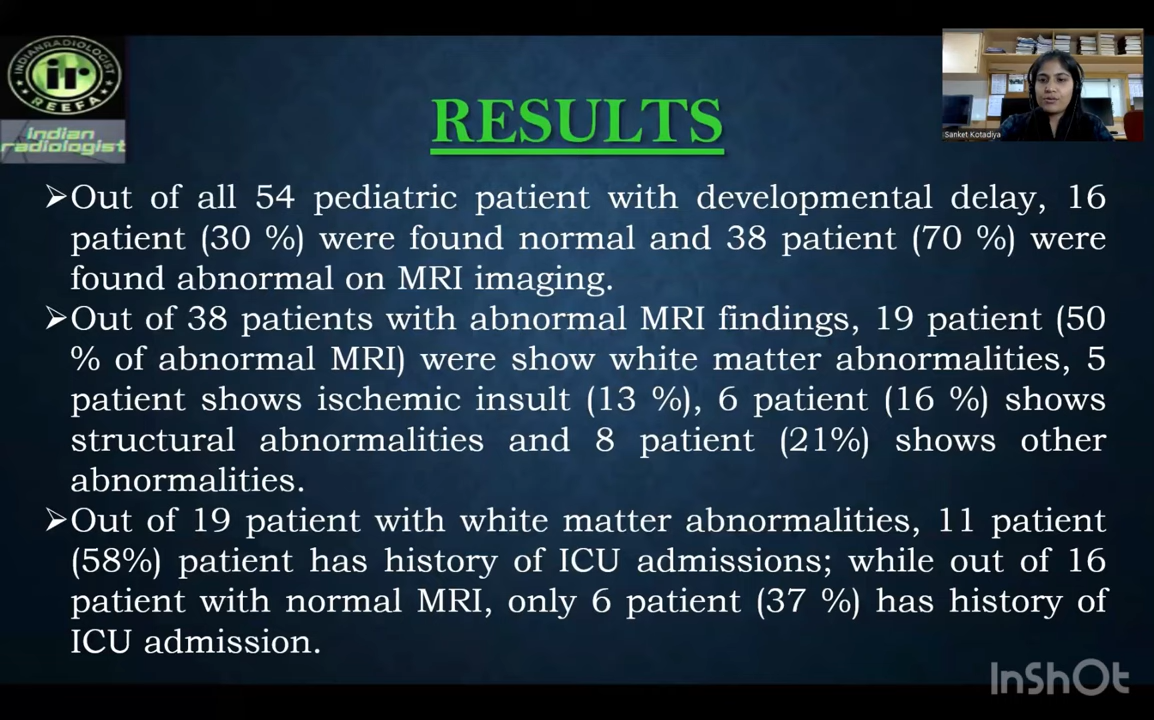 INDIANRADIOLOGIST
ir
REEFA
indian
radiologist
RESULTS
Sanket Kotadiya
➢Out of all 54 pediatric patient with developmental delay, 16
patient (30 %) were found normal and 38 patient (70 %) were
found abnormal on MRI imaging.
➢Out of 38 patients with abnormal MRI findings, 19 patient (50
% of abnormal MRI) were show white matter abnormalities, 5
patient shows ischemic insult (13 %), 6 patient (16 %) shows
structural abnormalities and 8 patient (21%) shows other
abnormalities.
➢Out of 19 patient with white matter abnormalities, 11 patient
(58%) patient has history of ICU admissions; while out of 16
patient with normal MRI, only 6 patient (37 %) has history of
ICU admission.
InShOt